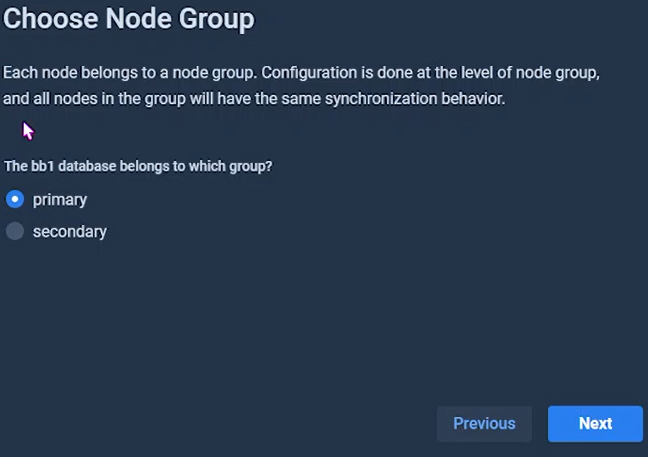 Choose Node Group
Each node belongs to a node group. Configuration is done at the level of node group,
and all nodes in the group will have the same synchronization behavior.
The bb1 database belongs to which group?
primary
secondary
Previous
Next